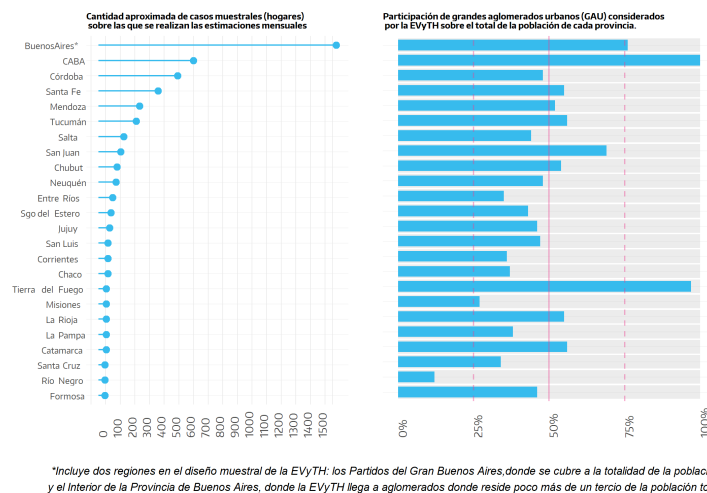 Cantidad aproximada de casos muestrales (hogares)
sobre las que se realizan las estimaciones mensuales
Participación de grandes aglomerados urbanos (GAU) considerados
por la EVyTH sobre el total de la población de cada provincia.
BuenosAires*
CABA
Córdoba
Santa Fe
Mendoza
Tucumán
Salta
San Juan
Chubut
Neuquén
Entre Ríos
Sgo del Estero
Jujuy
San Luis
Corrientes
Chaco
Tierra del Fuego
Misiones
La Rioja
La Pampa
Catamarca
Santa Cruz
Río Negro
Formosa
0 100 200 300 400 500 600 700 800 900 1000 1100 1200 1300 1400 1500
0% 25% 50% 75% 100%
*Incluye dos regiones en el diseño muestral de la EVyTH: los Partidos del Gran Buenos Aires,donde se cubre a la totalidad de la poblac
y el Interior de la Provincia de Buenos Aires, donde la EVyTH llega a aglomerados donde reside poco más de un tercio de la población to